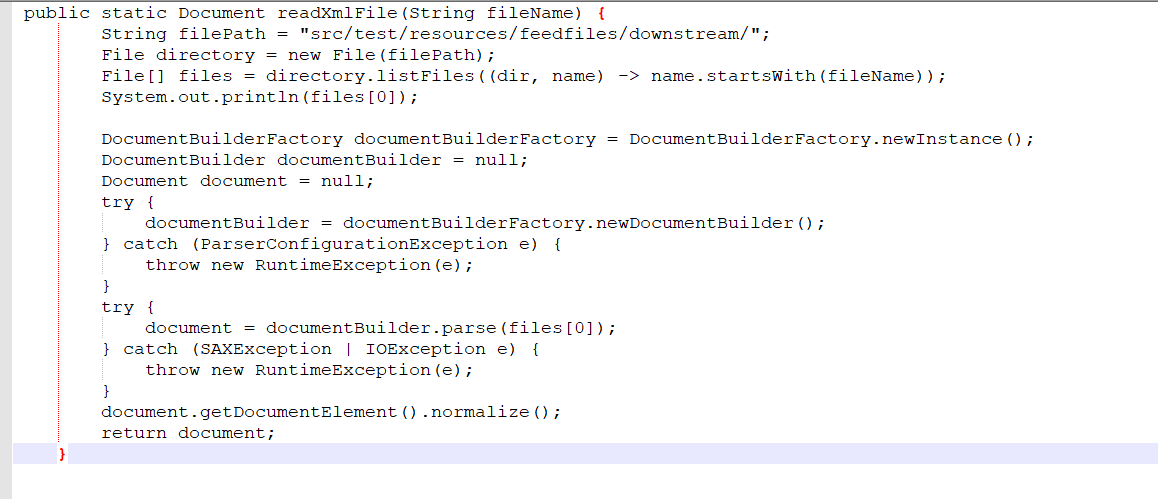 public static Document readXmlFile(String fileName) {
String filePath = "src/test/resources/feedfiles/downstream/";
File directory = new File(filePath);
File[] files = directory.listFiles((dir, name) -> name.startsWith(fileName));
System.out.println(files[0]);
DocumentBuilderFactory documentBuilderFactory = DocumentBuilderFactory.newInstance();
DocumentBuilder documentBuilder = null;
Document document = null;
try {
documentBuilder = documentBuilderFactory.newDocumentBuilder();
} catch (ParserConfigurationException e) {
throw new RuntimeException(e);
}
try {
document = documentBuilder.parse(files[0]);
} catch (SAXException | IOException e) {
throw new RuntimeException(e);
}
document.getDocumentElement().normalize();
return document;
}